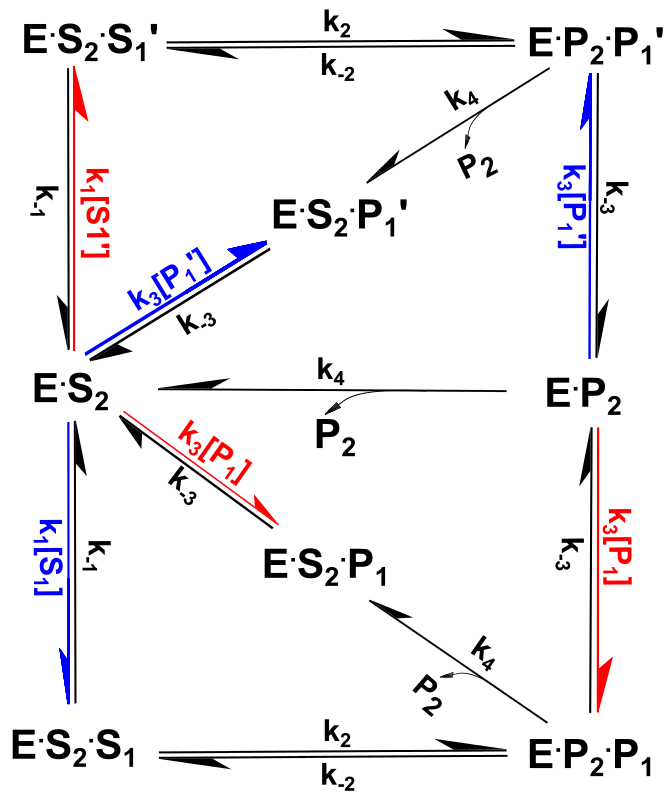 E·S₂·S₁'
k₂
k₋₂
E·P₂·P₁'
k₄
P₂
k₋₁
k₁[S1']
E·S₂·P₁'
k₃[P₁']
k₋₃
k₃[P₁']
k₋₃
E·S₂
k₄
P₂
E·P₂
k₃[P₁]
k₋₃
k₁[S₁]
k₋₁
E·S₂·P₁
k₋₃
k₃[P₁]
k₄
P₂
E·S₂·S₁
k₂
k₋₂
E·P₂·P₁